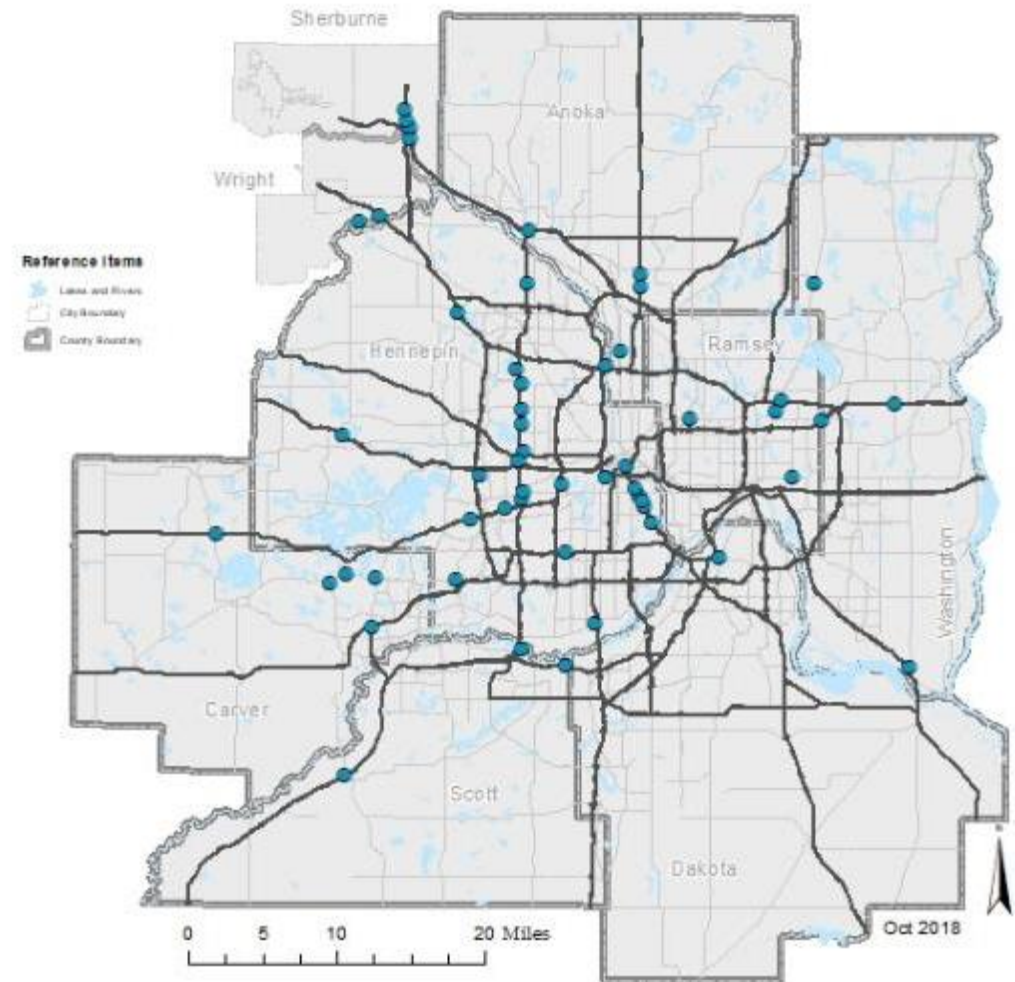 Sherburne
Anoka
Wright
Reference Items
Lakes and Rivers
City Boundary
County Boundary
Hennepin
Ramsey
Washington
Carver
Scott
Dakota
Oct 2018
0 5 10 20 Miles